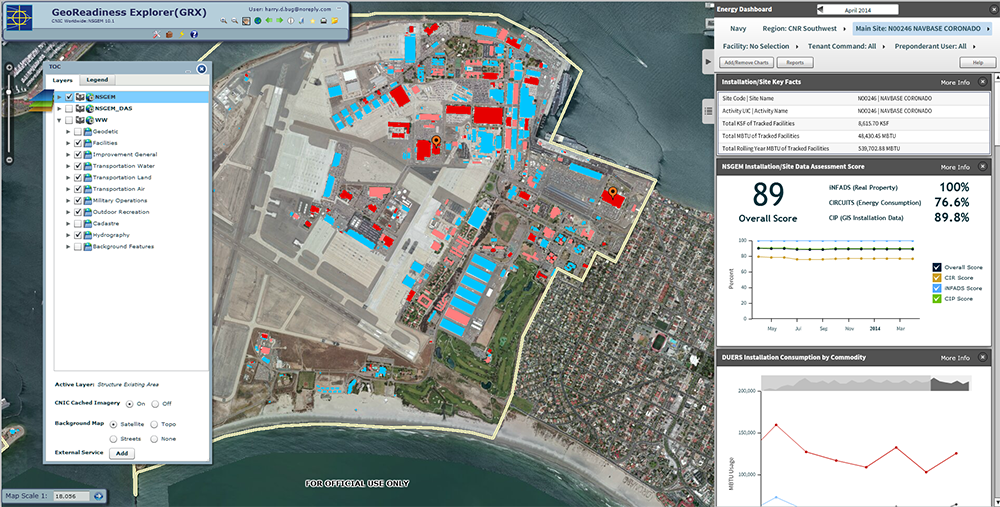 GeoReadiness Explorer(GRX)
CNIC Worldwide:NSGEM 10.1
User: harry.d.bug@noreply.com
TOC
Layers
Legend
NSGEM
NSGEM_DAS
WW
Geodetic
Facilities
Improvement General
Transportation Water
Transportation Land
Transportation Air
Military Operations
Outdoor Recreation
Cadastre
Hydrography
Background Features
Active Layer: Structure Existing Area
CNIC Cached Imagery On Off
Background Map Satellite Topo
Streets None
External Service Add
Map Scale 1: 18,056
FOR OFFICIAL USE ONLY
Energy Dashboard
April 2014
Navy Region: CNR Southwest Main Site: N00246 NAVBASE CORONADO
Facility: No Selection Tenant Command: All Preponderant User: All
Add/Remove Charts Reports Help
Installation/Site Key Facts More Info
Site Code | Site Name N00246 | NAVBASE CORONADO
Activity UIC | Activity Name N00246 | NAVBASE CORONADO
Total KSF of Tracked Facilities 8,615.70 KSF
Total MBTU of Tracked Facilities 48,430.45 MBTU
Total Rolling Year MBTU of Tracked Facilities 539,702.88 MBTU
NSGEM Installation/Site Data Assessment Score More Info
89
Overall Score
iNFADS (Real Property) 100%
CIRCUITS (Energy Consumption) 76.6%
CIP (GIS Installation Data) 89.8%
Percent
100
80
60
40
20
0
May Jul Sep Nov 2014 Mar
Overall Score
CIR Score
iNFADS Score
CIP Score
DUERS Installation Consumption by Commodity More Info
MBTU Usage
200,000
150,000
100,000